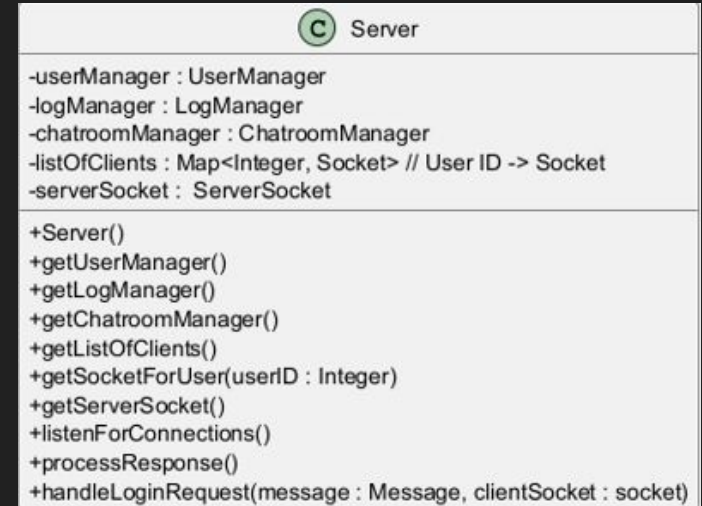 C Server
-userManager : UserManager
-logManager : LogManager
-chatroomManager : ChatroomManager
-listOfClients : Map<Integer, Socket> // User ID -> Socket
-serverSocket : ServerSocket
+Server()
+getUserManager()
+getLogManager()
+getChatroomManager()
+getListOfClients()
+getSocketForUser(userID : Integer)
+getServerSocket()
+listenForConnections()
+processResponse()
+handleLoginRequest(message : Message, clientSocket : socket)